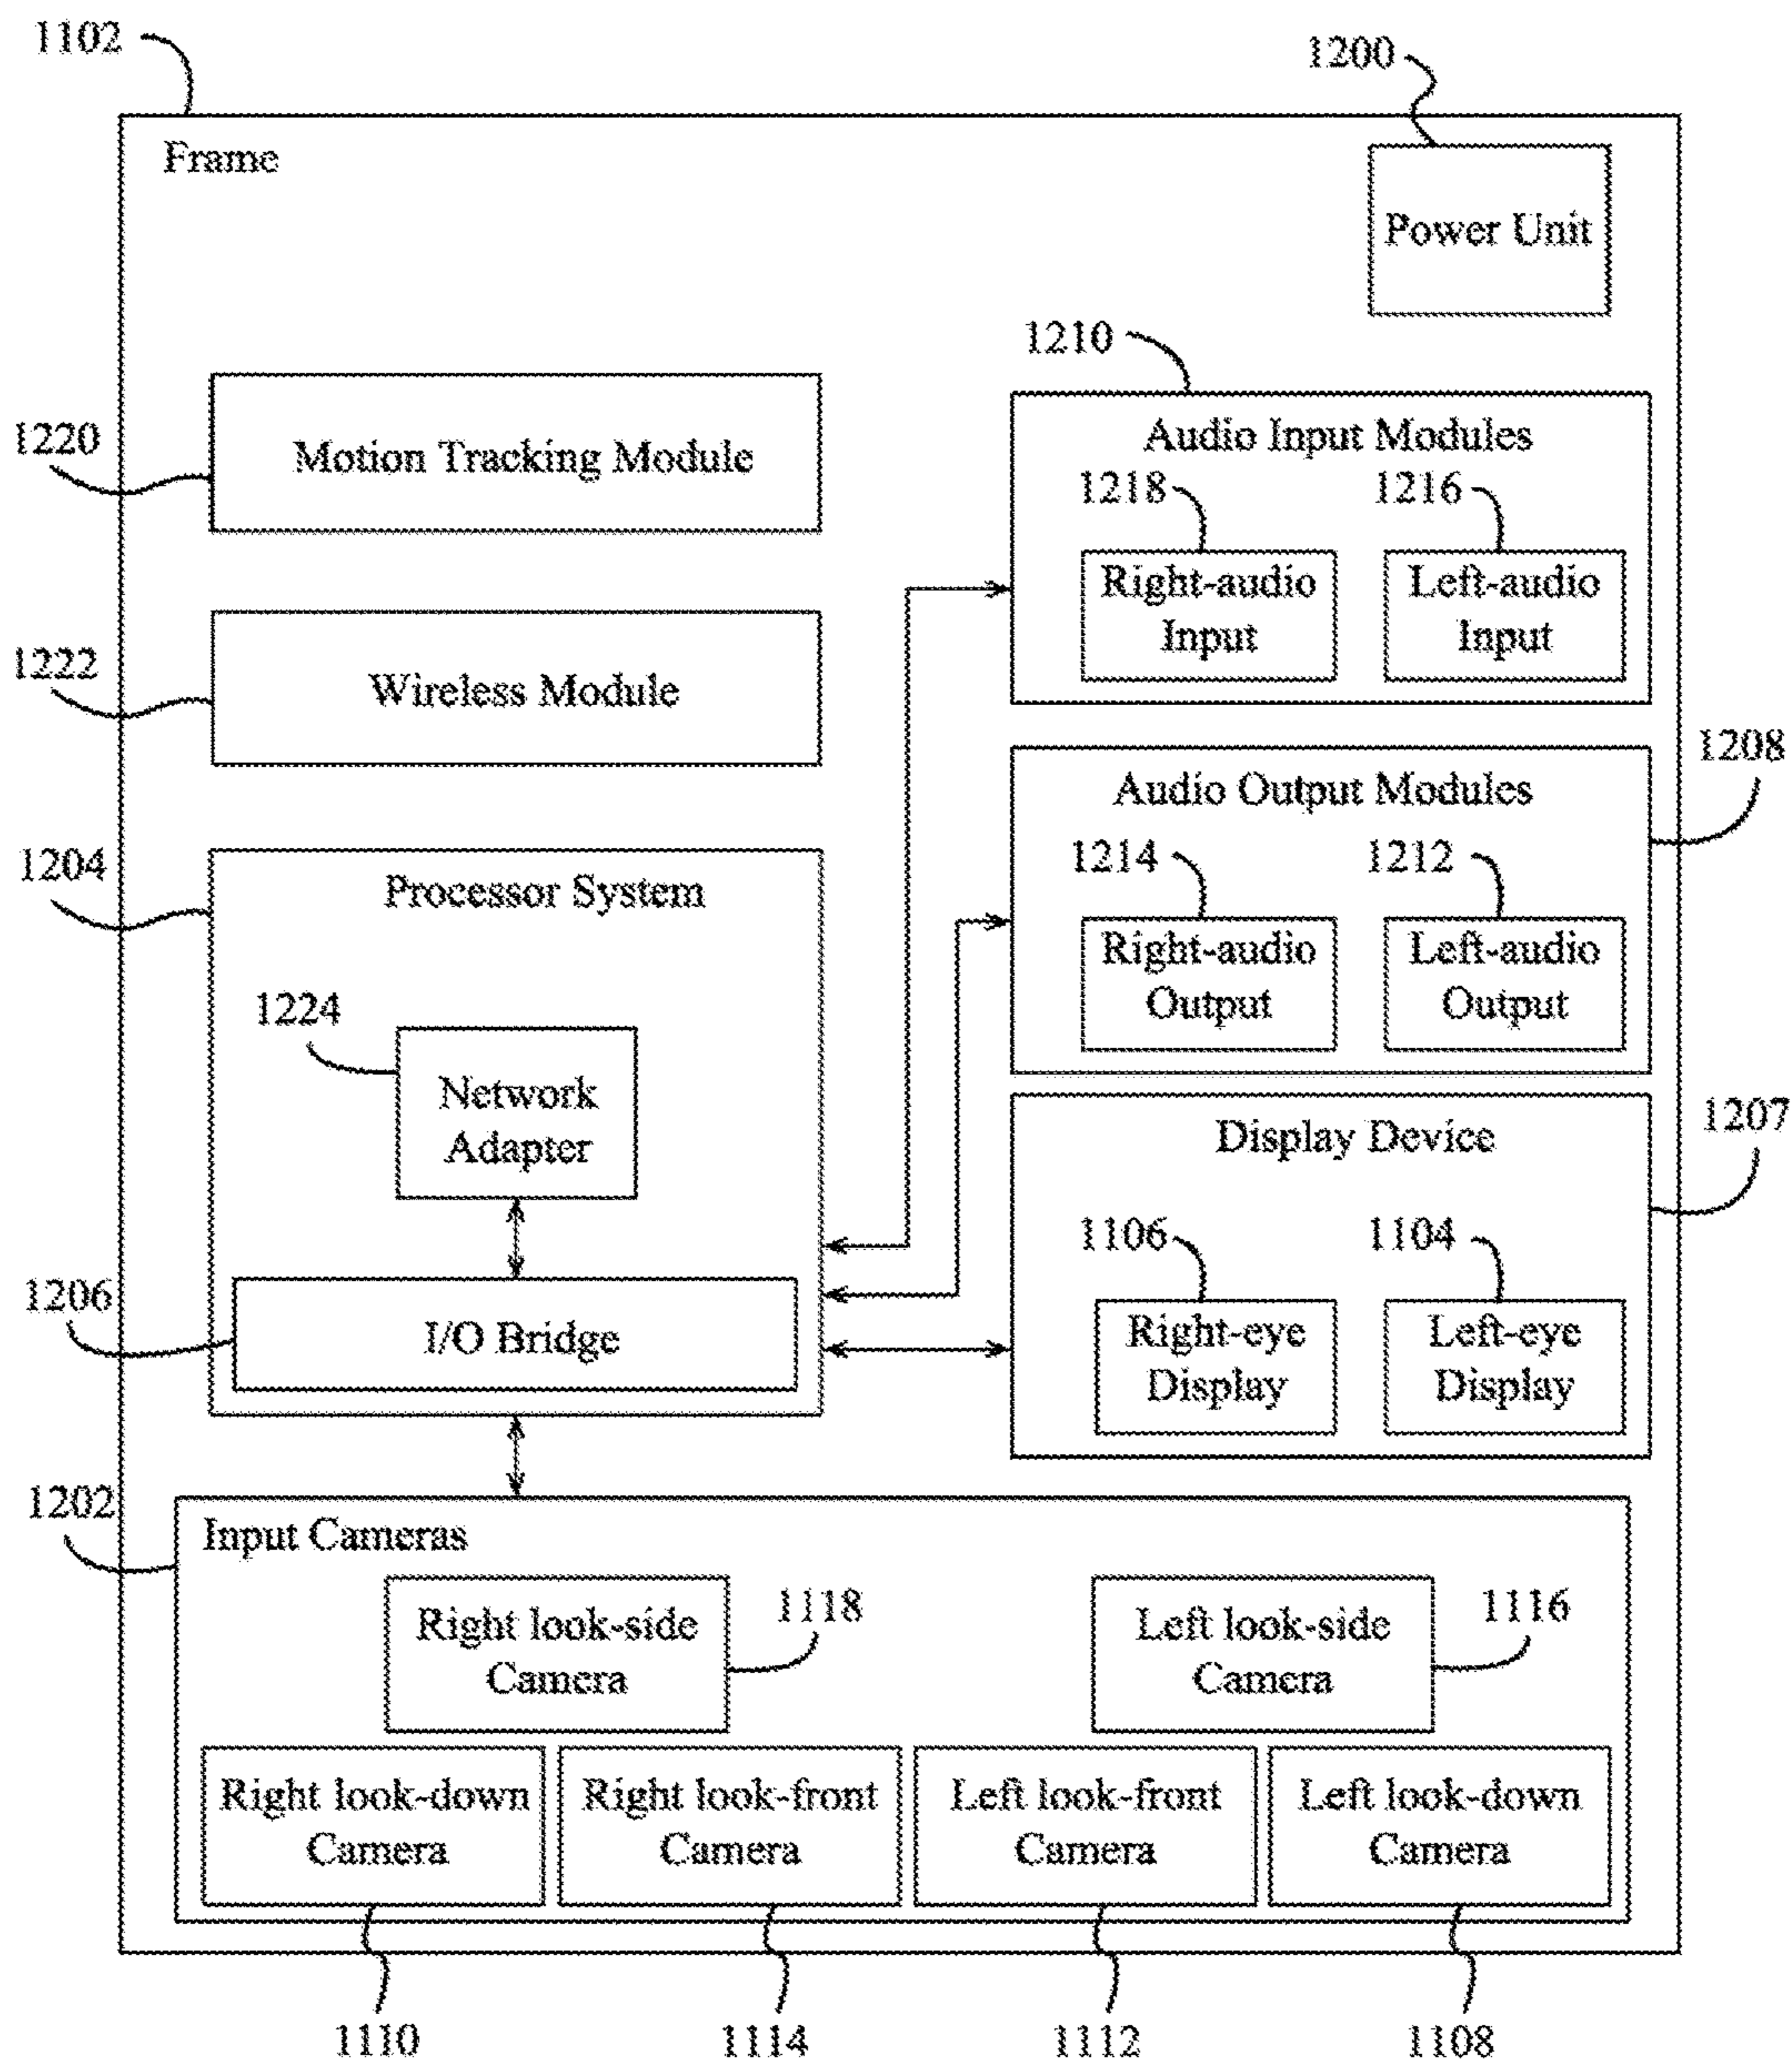 1102
1200
Frame
Power Unit
1210
1220
Motion Tracking Module
Audio Input Modules
1218
1216
Right-audio
Input
Left-audio
Input
1222
Wireless Module
1208
Audio Output Modules
1214
1212
Right-audio
Output
Left-audio
Output
1204
Processor System
1224
Network
Adapter
1207
Display Device
1106
1104
Right-eye
Display
Left-eye
Display
1206
I/O Bridge
1202
Input Cameras
Right look-side
Camera
1118
Left look-side
Camera
1116
Right look-down
Camera
Right look-front
Camera
Left look-front
Camera
Left look-down
Camera
1110
1114
1112
1108